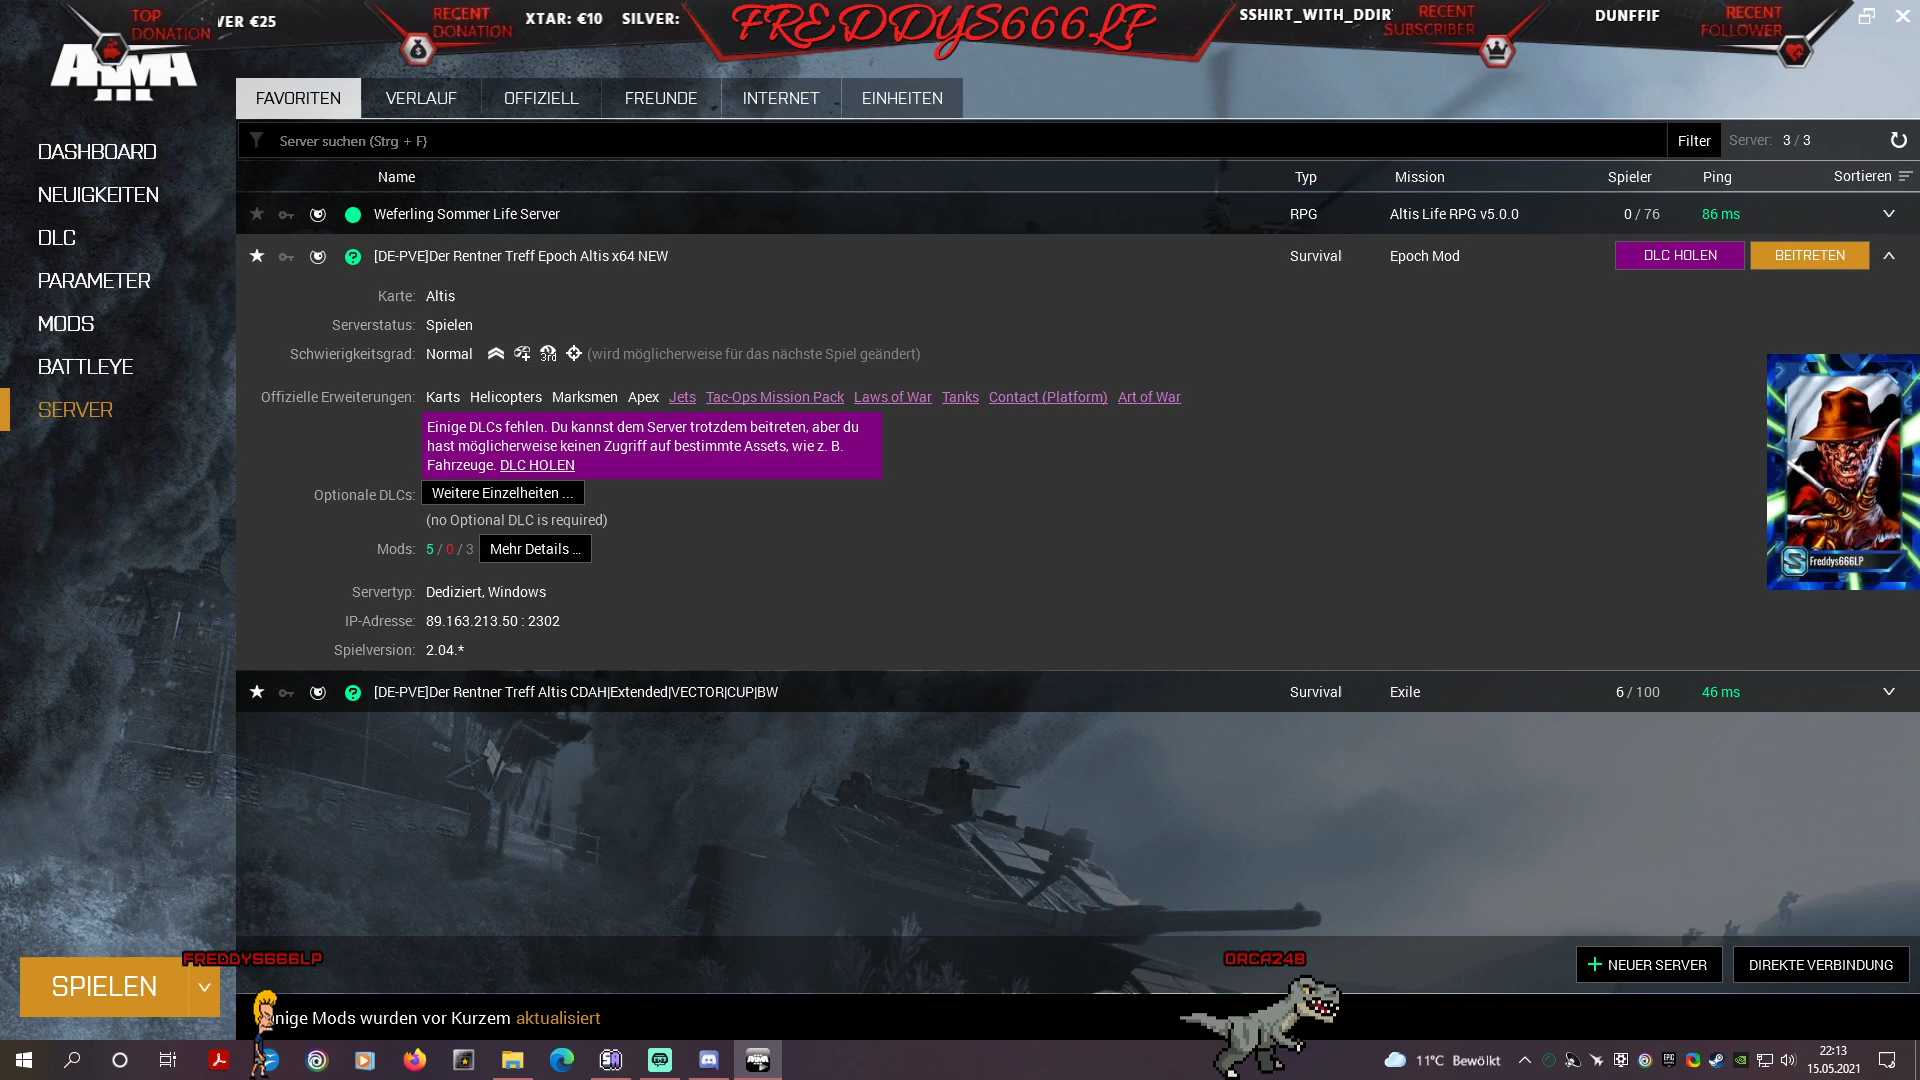 TOP
DONATION
VER €25
RECENT
DONATION
XTAR: €10 SILVER:
FREDDYS666LP
SSHIRT_WITH_DDIR
RECENT
SUBSCRIBER
DUNFFIF
RECENT
FOLLOWER
ARMA
III
FAVORITEN VERLAUF OFFIZIELL FREUNDE INTERNET EINHEITEN
Server suchen (Strg + F) Filter Server: 3 / 3
DASHBOARD
NEUIGKEITEN
DLC
PARAMETER
MODS
BATTLEYE
SERVER
Name Typ Mission Spieler Ping Sortieren
Weferling Sommer Life Server RPG Altis Life RPG v5.0.0 0 / 76 86 ms
[DE-PVE]Der Rentner Treff Epoch Altis x64 NEW Survival Epoch Mod DLC HOLEN BEITRETEN
Karte: Altis
Serverstatus: Spielen
Schwierigkeitsgrad: Normal 3rd (wird möglicherweise für das nächste Spiel geändert)
Offizielle Erweiterungen: Karts Helicopters Marksmen Apex Jets Tac-Ops Mission Pack Laws of War Tanks Contact (Platform) Art of War
Einige DLCs fehlen. Du kannst dem Server trotzdem beitreten, aber du
hast möglicherweise keinen Zugriff auf bestimmte Assets, wie z. B.
Fahrzeuge. DLC HOLEN
Optionale DLCs: Weitere Einzelheiten ...
(no Optional DLC is required)
Mods: 5 / 0 / 3 Mehr Details ...
Servertyp: Dediziert, Windows
IP-Adresse: 89.163.213.50 : 2302
Spielversion: 2.04.*
Freddys666LP
[DE-PVE]Der Rentner Treff Altis CDAH|Extended|VECTOR|CUP|BW Survival Exile 6 / 100 46 ms
FREDDYS666LP
ORCA248
SPIELEN
NEUER SERVER DIREKTE VERBINDUNG
nige Mods wurden vor Kurzem aktualisiert
11°C Bewölkt
22:13
15.05.2021